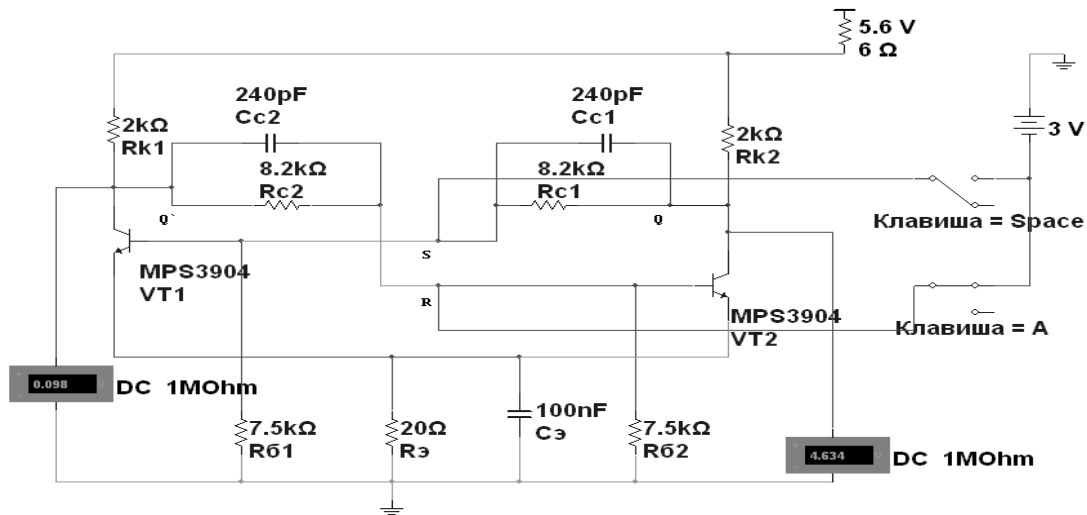 5.6 V
6 Ω
240pF
Cc2
240pF
Cc1
2kΩ
Rk1
8.2kΩ
Rc2
8.2kΩ
Rc1
2kΩ
Rk2
3 V
Q`
Q
Клавиша = Space
S
MPS3904
VT1
R
MPS3904
VT2
Клавиша = A
0.098
DC 1MOhm
7.5kΩ
Rб1
20Ω
Rэ
100nF
Cэ
7.5kΩ
Rб2
4.634
DC 1MOhm